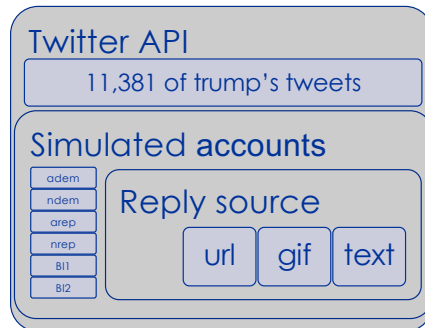 Twitter API
11,381 of trump's tweets
Simulated accounts
adem
ndem
arep
nrep
BI1
BI2
Reply source
url gif text